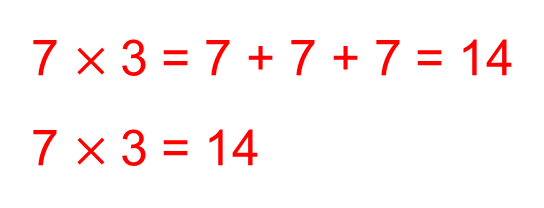 7 × 3 = 7 + 7 + 7 = 14
7 × 3 = 14